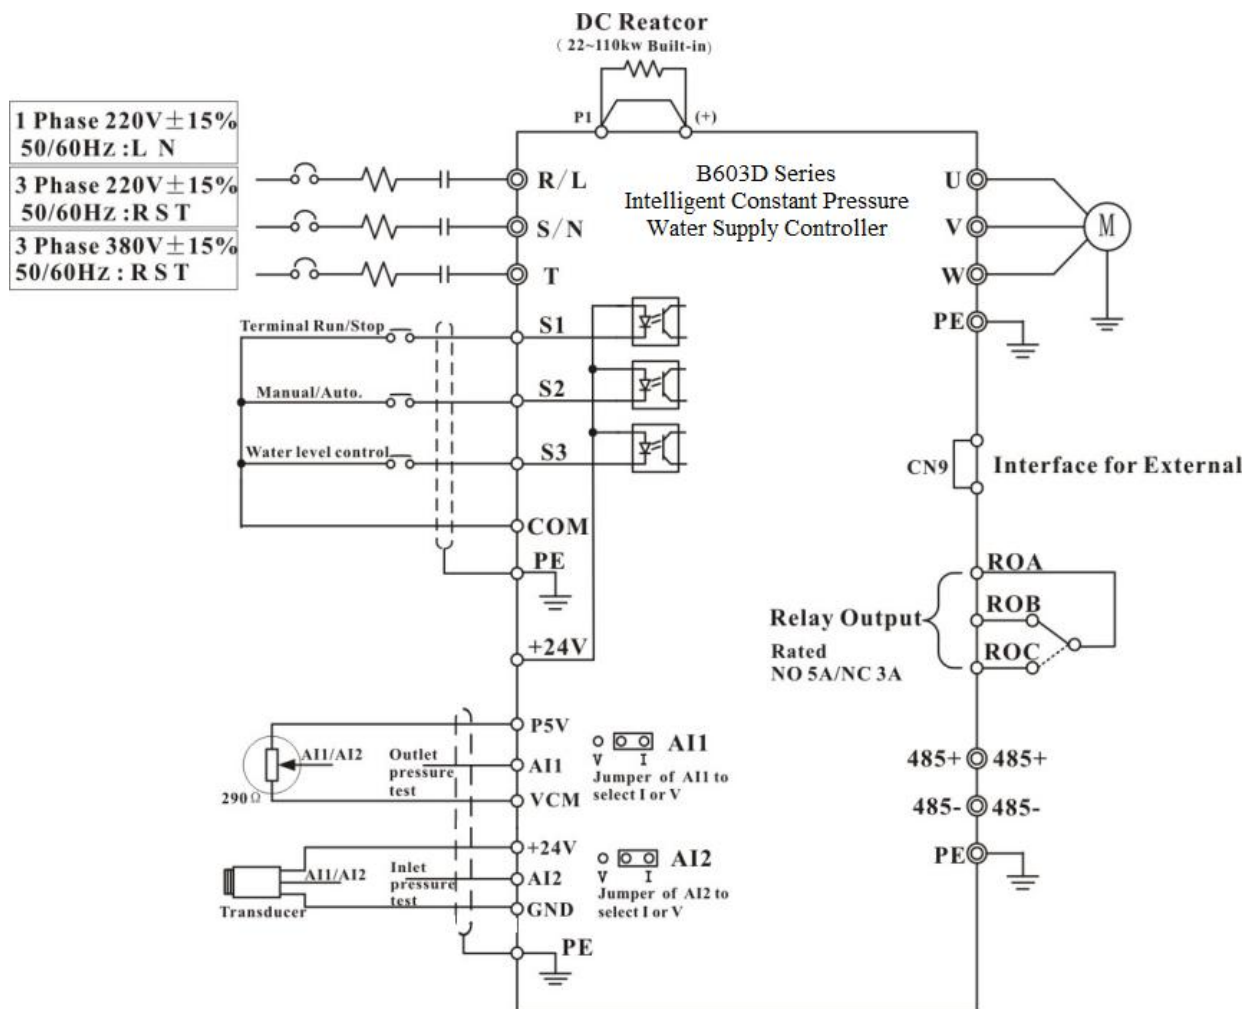 DC Reatcor
( 22~110kw Built-in)
P1
(+)
1 Phase 220V±15%
50/60Hz :L N
3 Phase 220V±15%
50/60Hz :R S T
3 Phase 380V±15%
50/60Hz : R S T
R/L
S/N
T
B603D Series
Intelligent Constant Pressure
Water Supply Controller
U
V
W
M
PE
Terminal Run/Stop
S1
Manual/Auto.
S2
Water level control
S3
COM
PE
+24V
CN9
Interface for External
ROA
ROB
ROC
Relay Output
Rated
NO 5A/NC 3A
P5V
AI1/AI2
290Ω
Outlet
pressure
test
AI1
VCM
AI1
V I
Jumper of AI1 to
select I or V
485+
485+
485-
485-
PE
+24V
AI1/AI2
Transducer
Inlet
pressure
test
AI2
GND
AI2
V I
Jumper of AI2 to
select I or V
PE